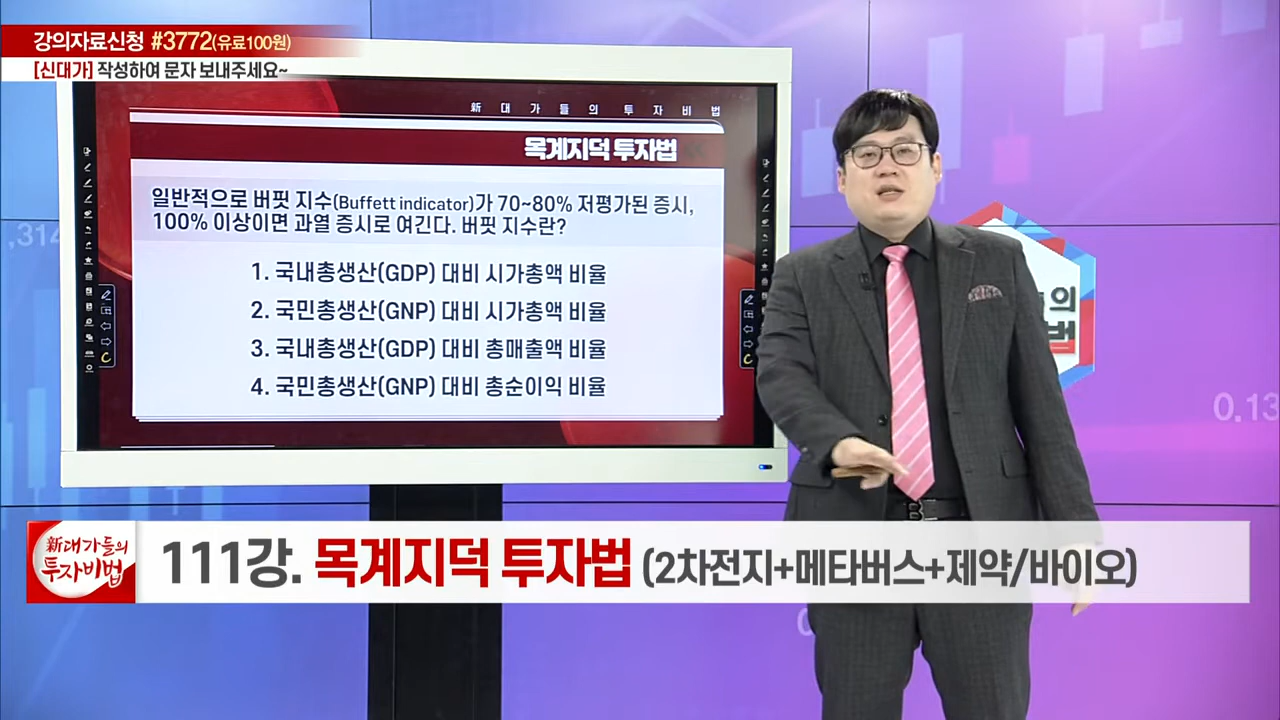 강의자료신청 #3772(유료100원)
[신대가] 작성하여 문자 보내주세요~
新 대 가 들 의 투 자 비 법
목계지덕 투자법
일반적으로 버핏 지수(Buffett indicator)가 70~80% 저평가된 증시,
100% 이상이면 과열 증시로 여긴다. 버핏 지수란?
1. 국내총생산(GDP) 대비 시가총액 비율
2. 국민총생산(GNP) 대비 시가총액 비율
3. 국내총생산(GDP) 대비 총매출액 비율
4. 국민총생산(GNP) 대비 총순이익 비율
,314
의
법
0.13
新대가들의
투자비법
111강. 목계지덕 투자법 (2차전지+메타버스+제약/바이오)